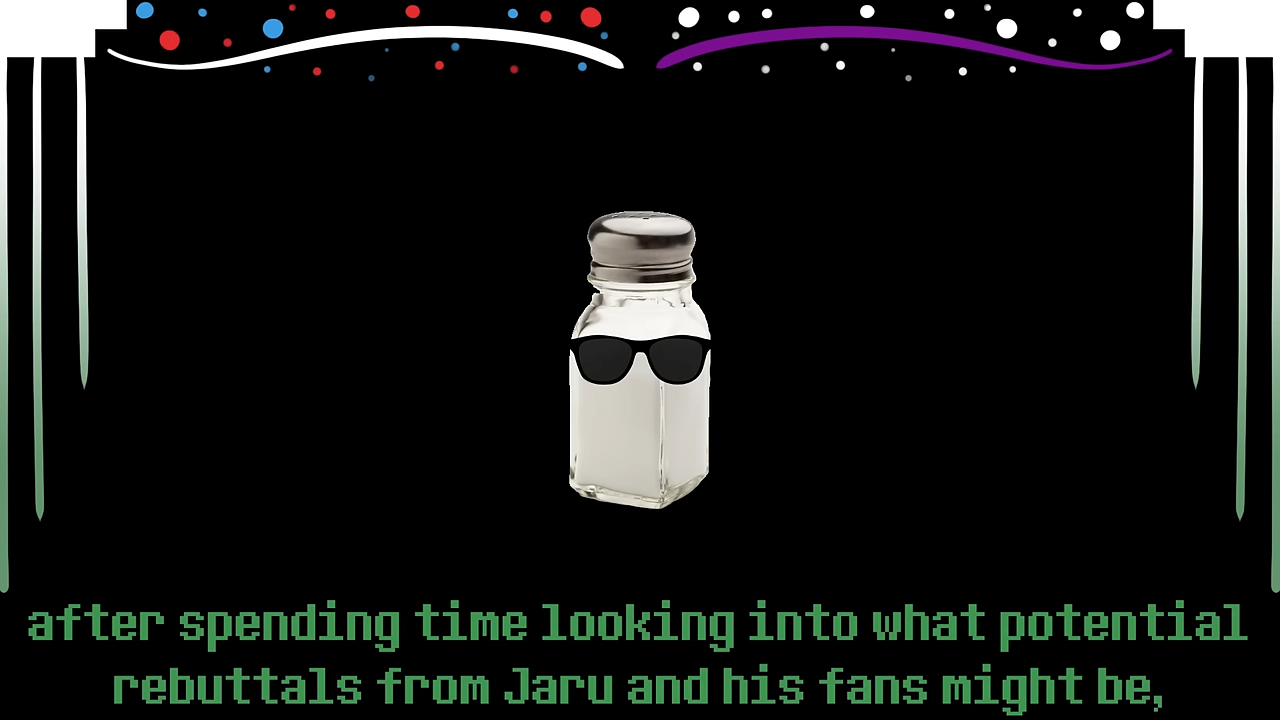 after spending time looking into what potential
rebuttals from Jaru and his fans might be,